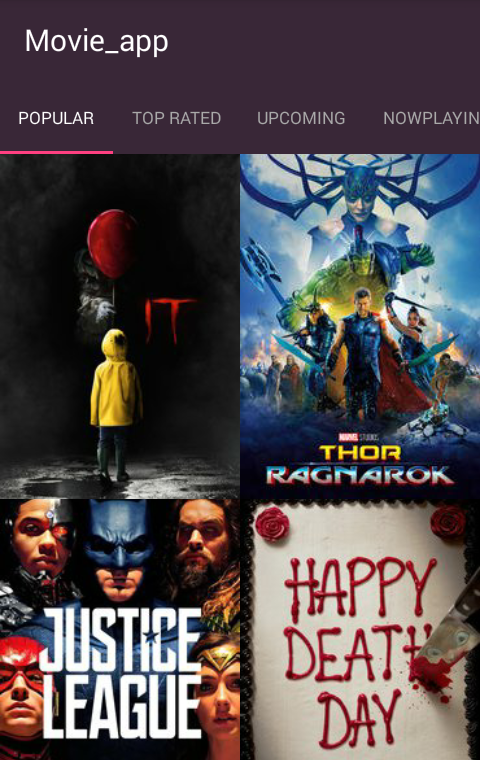 Movie_app
POPULAR TOP RATED UPCOMING NOWPLAYIN
IT
MARVEL STUDIOS
THOR
RAGNAROK
JUSTICE
LEAGUE
HAPPY
DEATH
DAY